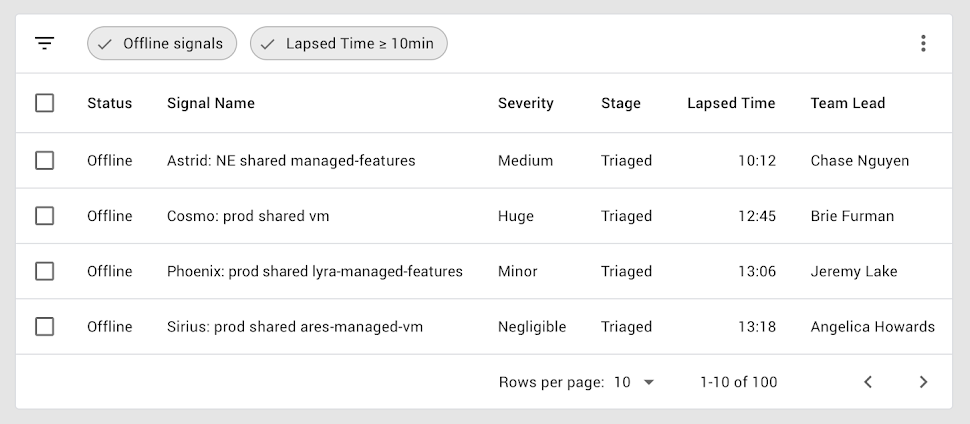 Offline signals Lapsed Time ≥ 10min
Status Signal Name Severity Stage Lapsed Time Team Lead
Offline Astrid: NE shared managed-features Medium Triaged 10:12 Chase Nguyen
Offline Cosmo: prod shared vm Huge Triaged 12:45 Brie Furman
Offline Phoenix: prod shared lyra-managed-features Minor Triaged 13:06 Jeremy Lake
Offline Sirius: prod shared ares-managed-vm Negligible Triaged 13:18 Angelica Howards
Rows per page: 10 1-10 of 100